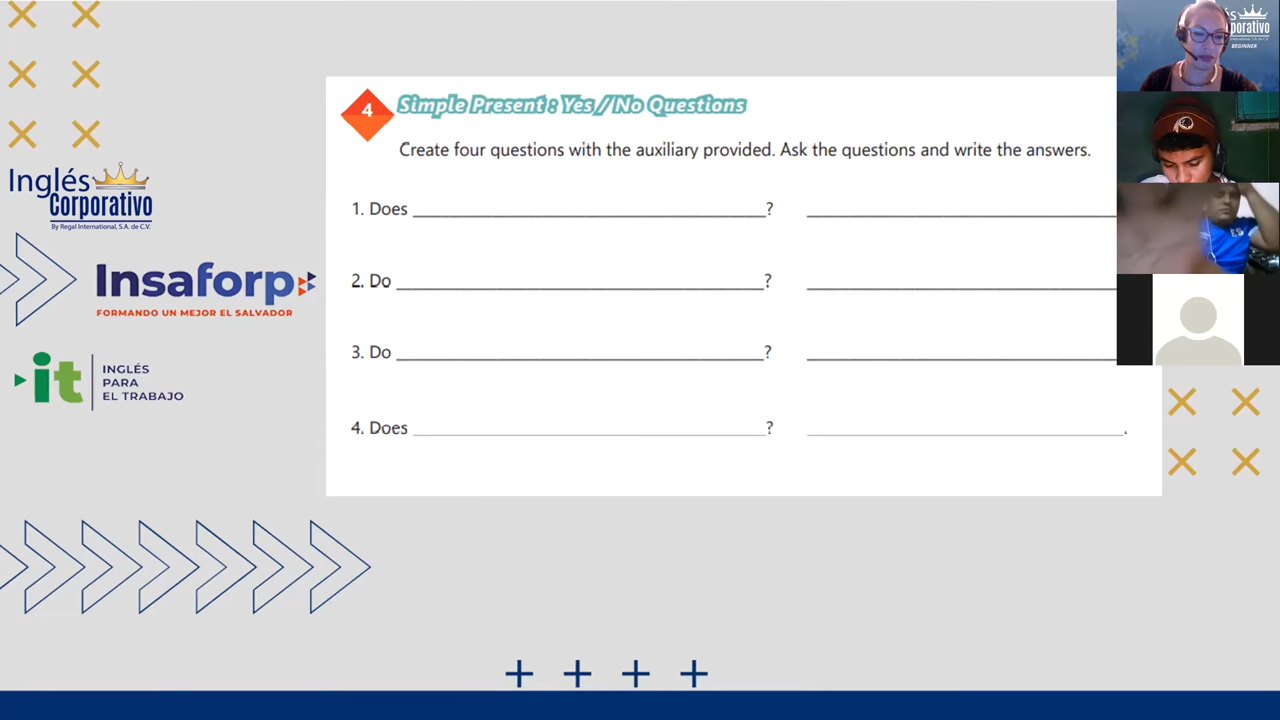 4 Simple Present : Yes / No Questions
Create four questions with the auxiliary provided. Ask the questions and write the answers.
1. Does ?
2. Do ?
3. Do ?
4. Does ? .
Inglés
Corporativo
By Regal International, S.A. de C.V.
Insaforp
FORMANDO UN MEJOR EL SALVADOR
it
INGLÉS
PARA
EL TRABAJO
BEGINNER